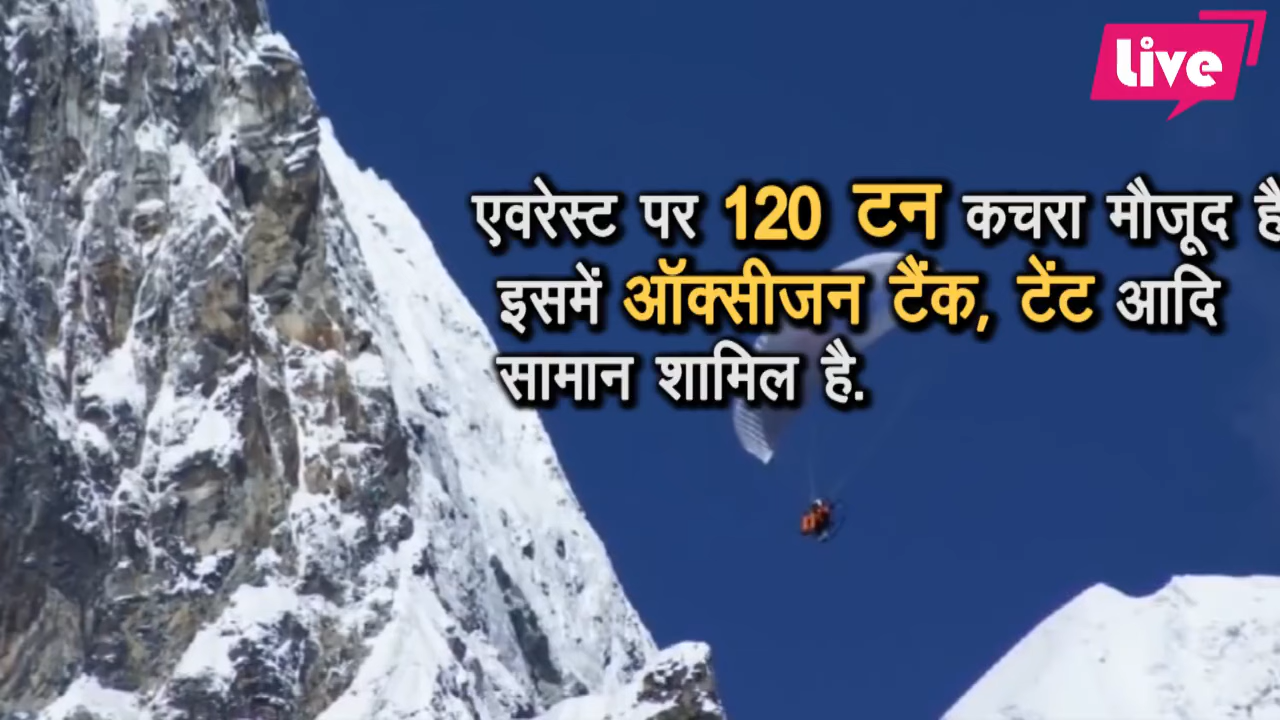 Live
एवरेस्ट पर 120 टन कचरा मौजूद है
इसमें ऑक्सीजन टैंक, टेंट आदि
सामान शामिल है.